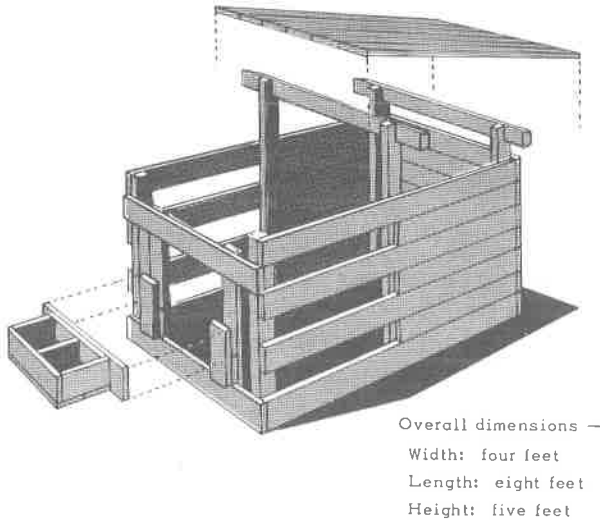 Overall dimensions —
Width: four feet
Length: eight feet
Height: five feet